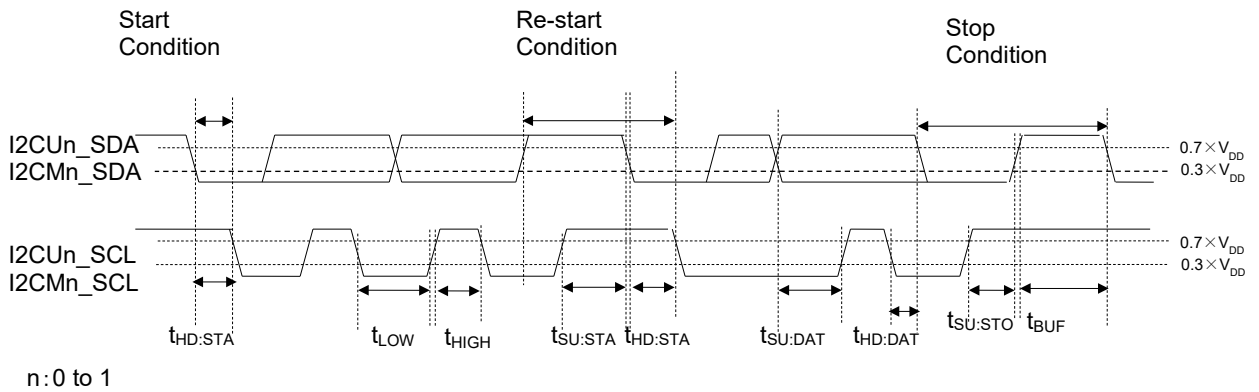 Start
Condition
Re-start
Condition
Stop
Condition
I2CUn_SDA
I2CMn_SDA
0.7×VDD
0.3×VDD
I2CUn_SCL
I2CMn_SCL
0.7×VDD
0.3×VDD
tHD:STA
tLOW
tHIGH
tSU:STA
tHD:STA
tSU:DAT
tHD:DAT
tSU:STO
tBUF
n:0 to 1